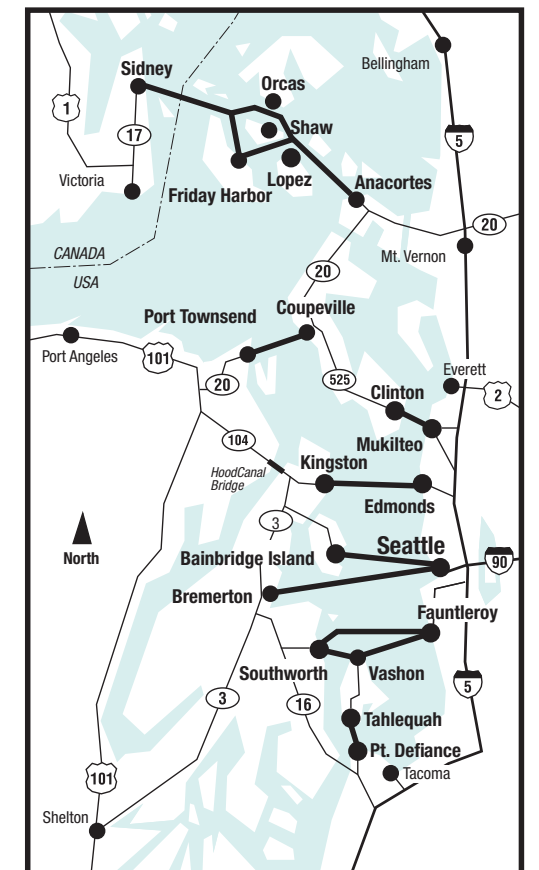 Bellingham
Sidney
Orcas
1
17
Shaw
5
Victoria
Lopez
Friday Harbor
Anacortes
20
CANADA
Mt. Vernon
USA
20
Coupeville
Port Townsend
Port Angeles
101
Everett
20
525
2
Clinton
104
Mukilteo
HoodCanal
Bridge
Kingston
Edmonds
3
North
Seattle
Bainbridge Island
90
Bremerton
Fauntleroy
Southworth
Vashon
5
3
16
Tahlequah
Pt. Defiance
101
Tacoma
Shelton